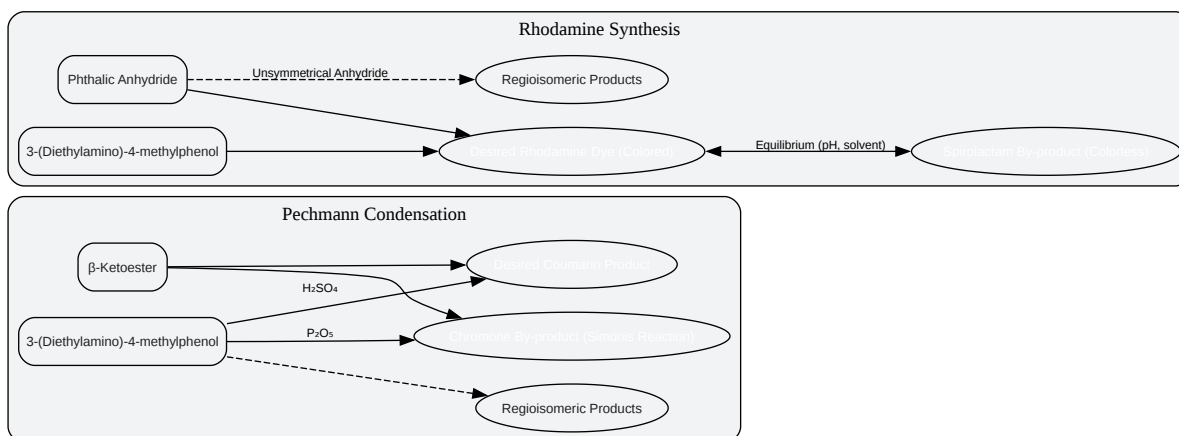 Rhodamine Synthesis
Phthalic Anhydride
Unsymmetrical Anhydride
Regioisomeric Products
3-(Diethylamino)-4-methylphenol
Desired Rhodamine Dye (Colored)
Equilibrium (pH, solvent)
Spirolactam By-product (Colorless)
Pechmann Condensation
β-Ketoester
Desired Coumarin Product
H₂SO₄
3-(Diethylamino)-4-methylphenol
P₂O₅
Chromone By-product (Simonis Reaction)
Regioisomeric Products